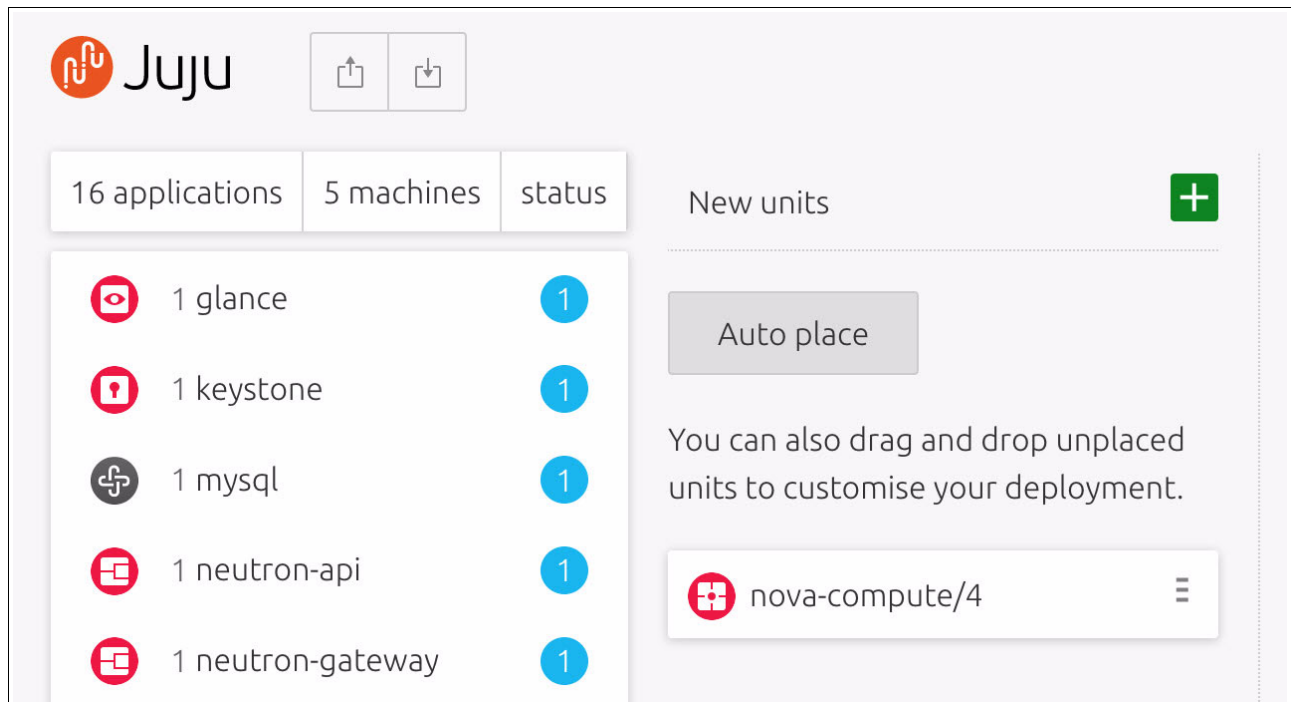 Juju
16 applications
5 machines
status
1 glance
1
1 keystone
1
1 mysql
1
1 neutron-api
1
1 neutron-gateway
1
New units
Auto place
You can also drag and drop unplaced
units to customise your deployment.
nova-compute/4